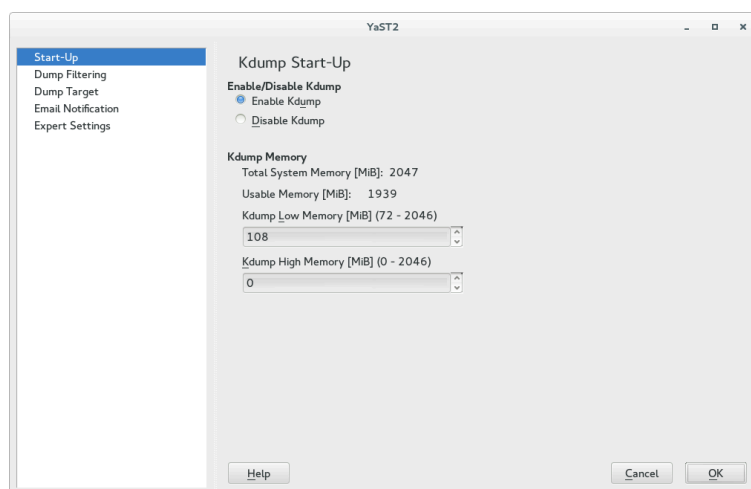 YaST2
Start-Up
Dump Filtering
Dump Target
Email Notification
Expert Settings
Kdump Start-Up
Enable/Disable Kdump
Enable Kdump
Disable Kdump
Kdump Memory
Total System Memory [MiB]: 2047
Usable Memory [MiB]: 1939
Kdump Low Memory [MiB] (72 - 2046)
108
Kdump High Memory [MiB] (0 - 2046)
0
Help
Cancel
OK